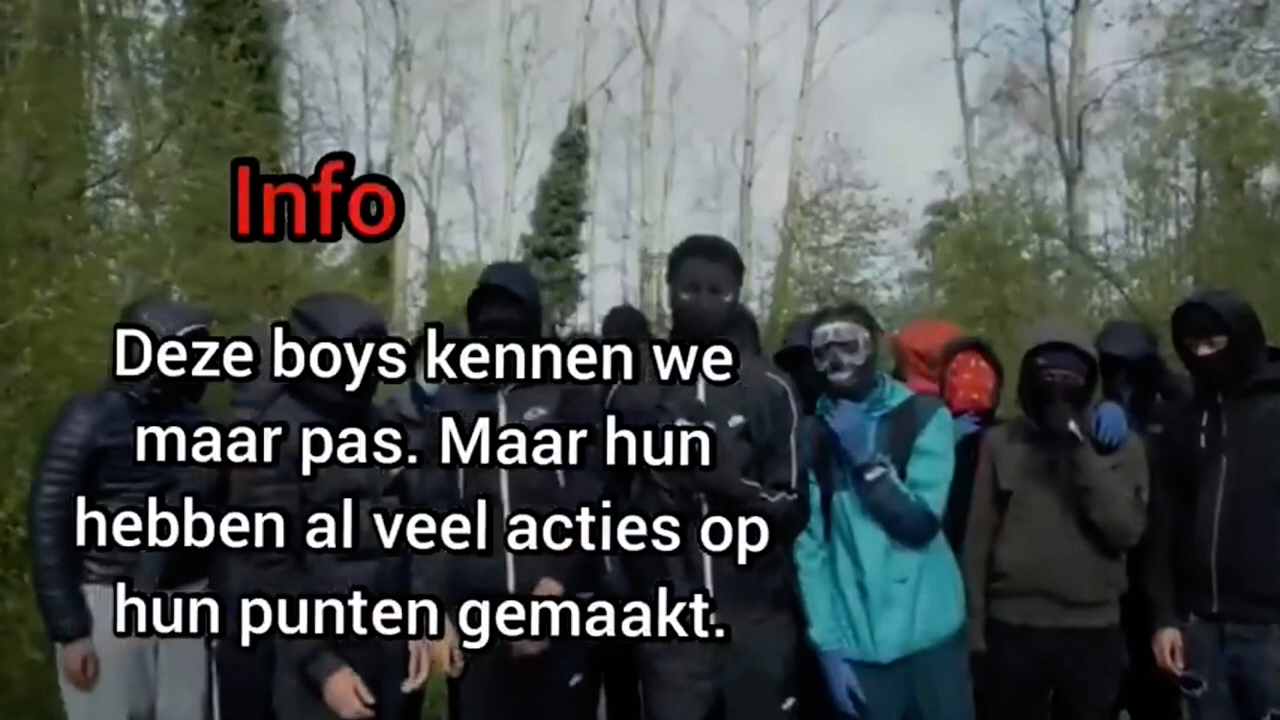 Info
Deze boys kennen we
maar pas. Maar hun
hebben al veel acties op
hun punten gemaakt.